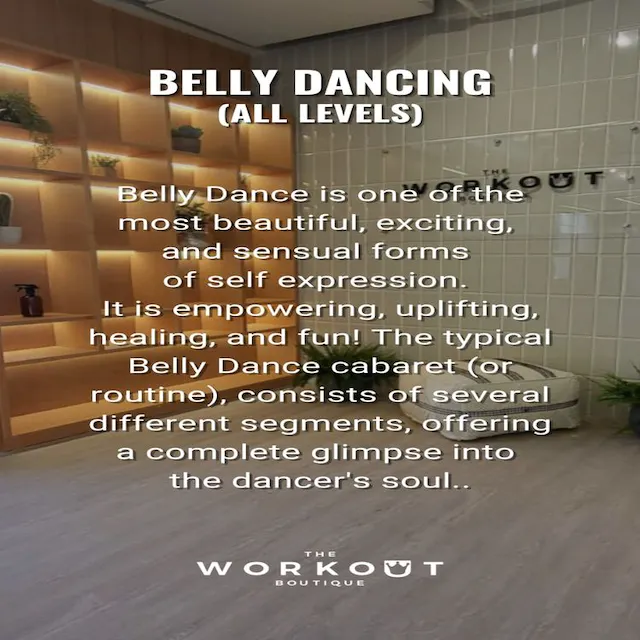 BELLY DANCING
(ALL LEVELS)
THE
WORKOUT
Belly Dance is one of the
most beautiful, exciting,
and sensual forms
of self expression.
It is empowering, uplifting,
healing, and fun! The typical
Belly Dance cabaret (or
routine), consists of several
different segments, offering
a complete glimpse into
the dancer's soul..
THE
WORKOUT
BOUTIQUE